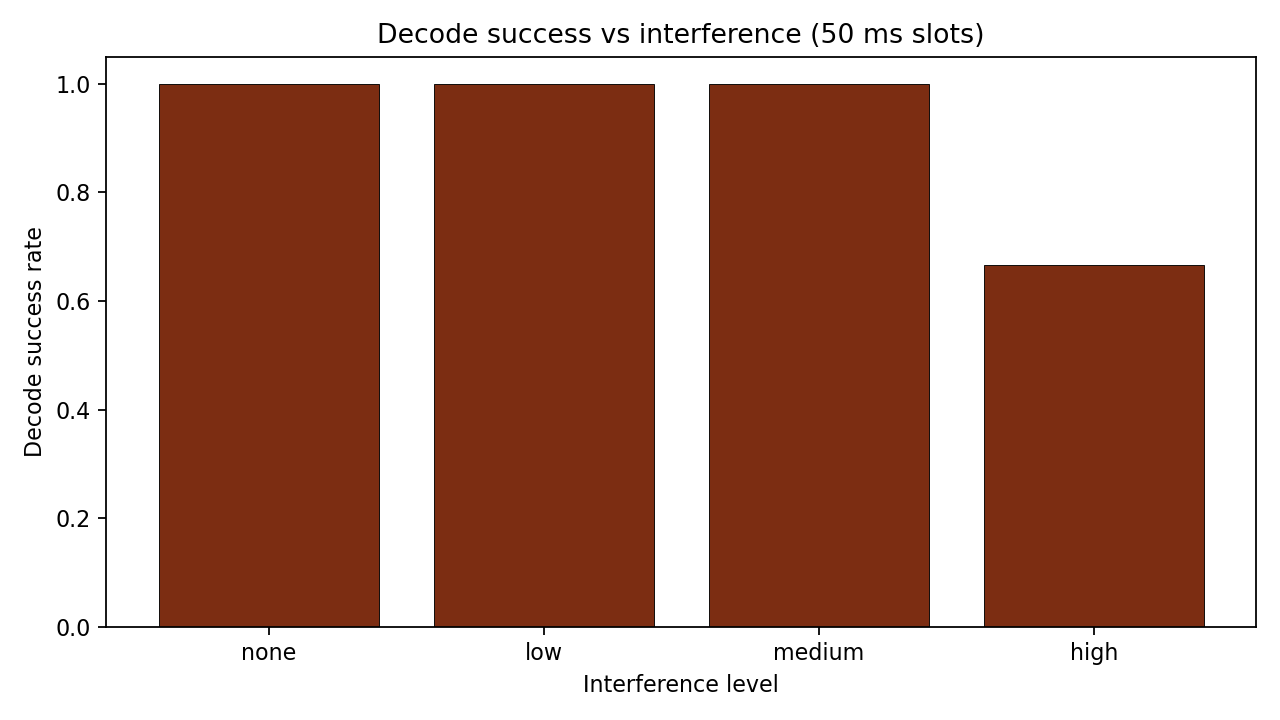 Decode success vs interference (50 ms slots)
1.0
0.8
0.6
0.4
0.2
0.0
Decode success rate
none low medium high
Interference level